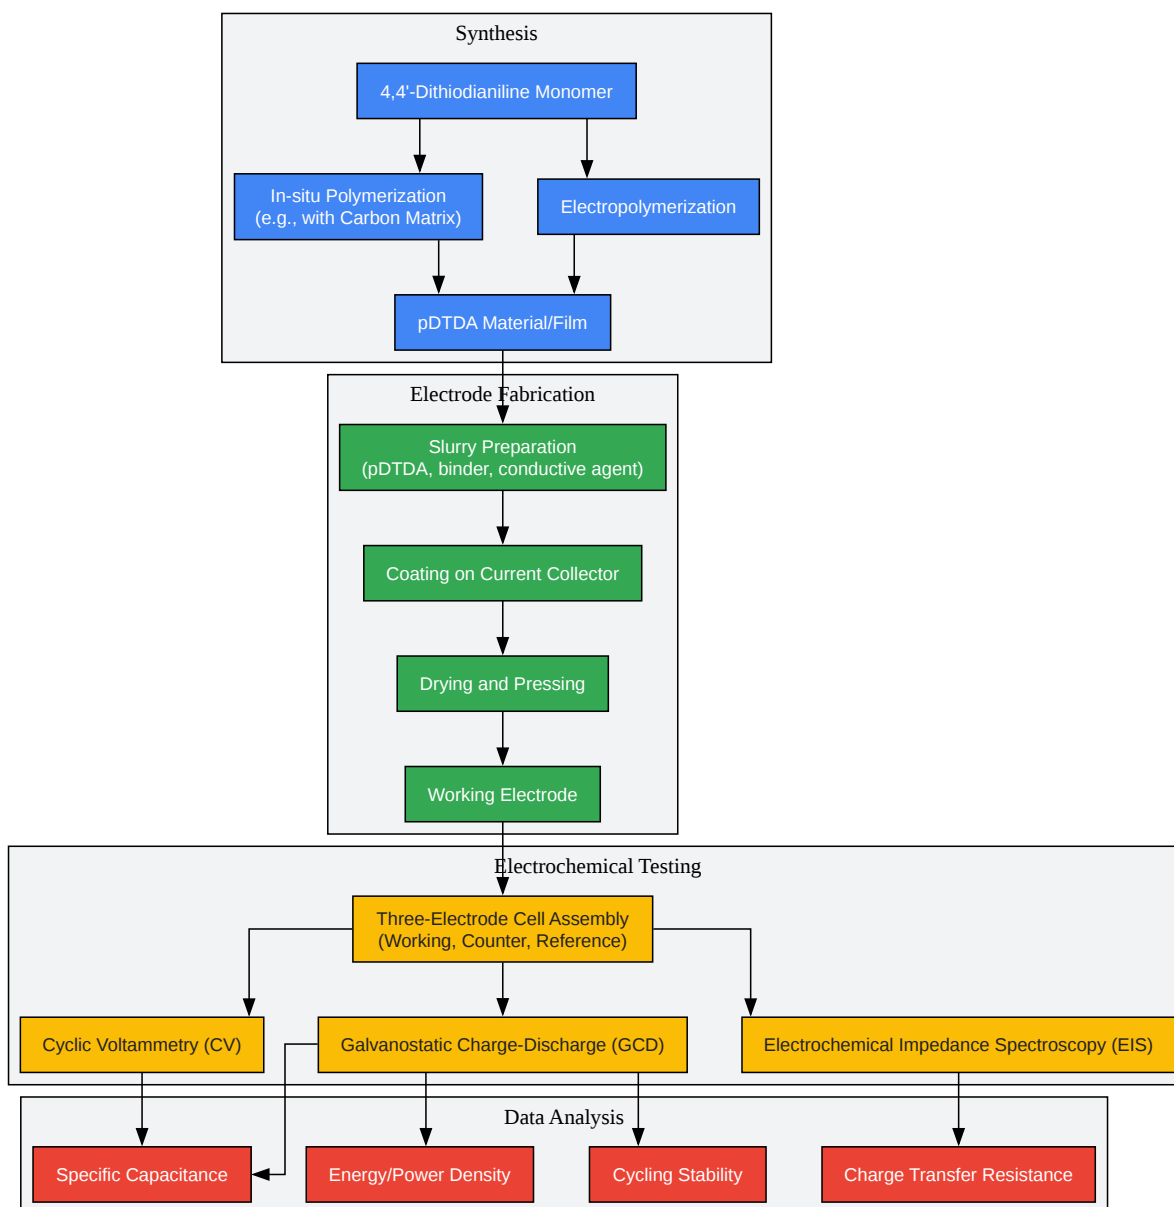 Synthesis
4,4'-Dithiodianiline Monomer
In-situ Polymerization
(e.g., with Carbon Matrix)
Electropolymerization
pDTDA Material/Film
Electrode Fabrication
Slurry Preparation
(pDTDA, binder, conductive agent)
Coating on Current Collector
Drying and Pressing
Working Electrode
Electrochemical Testing
Three-Electrode Cell Assembly
(Working, Counter, Reference)
Cyclic Voltammetry (CV)
Galvanostatic Charge-Discharge (GCD)
Electrochemical Impedance Spectroscopy (EIS)
Data Analysis
Specific Capacitance
Energy/Power Density
Cycling Stability
Charge Transfer Resistance